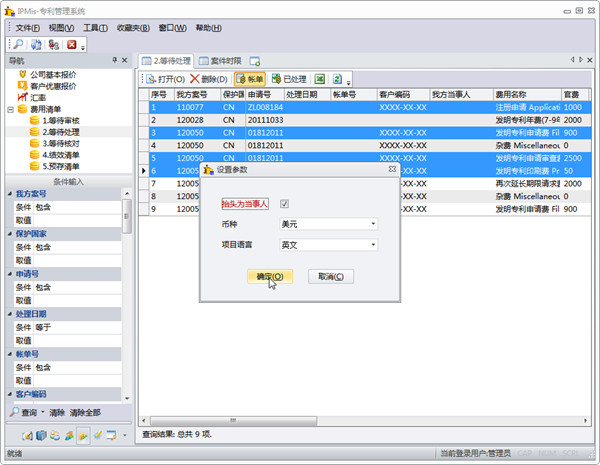 IPMis-专利管理系统
文件(F) 视图(V) 工具(T) 收藏夹(B) 窗口(W) 帮助(H)
导航
2.等待处理 案件时限
公司基本报价
客户优惠报价
汇率
费用清单
1.等待审核
2.等待处理
3.等待核对
4.绩效清单
5.预存清单
打开(O) 删除(D) 帐单 已处理
序号 我方案号 保护国 申请号 处理日期 帐单号 客户编码 我方当事人 费用名称 官费
1 110077 CN ZL008184 XXXX-XX-XX 注册申请 Applicati 1000
2 120028 CN 20111033 发明专利年费(7-9年 2000
3 120050 CN 01812011 XXXX-XX-XX 发明专利申请费 Fil 900
4 120050 CN 01812011 XXXX-XX-XX 杂费 Miscellaneou 0
5 120050 CN 01812011 XXXX-XX-XX 发明专利申请审查费 2500
6 12005 发明专利印刷费 Pr 50
7 12005 再次延长期限请求费 2000
8 12005 杂费 Miscellaneou 0
9 12005 发明专利申请费 Fil 900
条件输入
我方案号
条件 包含
取值
保护国家
条件 包含
取值
申请号
条件 包含
取值
处理日期
条件 等于
取值
帐单号
条件 包含
取值
客户编码
查询 清除 清除全部
设置参数
抬头为当事人
币种 美元
项目语言 英文
确定(O) 取消(C)
查询结果: 总共 9 项.
就绪 当前登录用户:管理员 CAP NUM SCRL